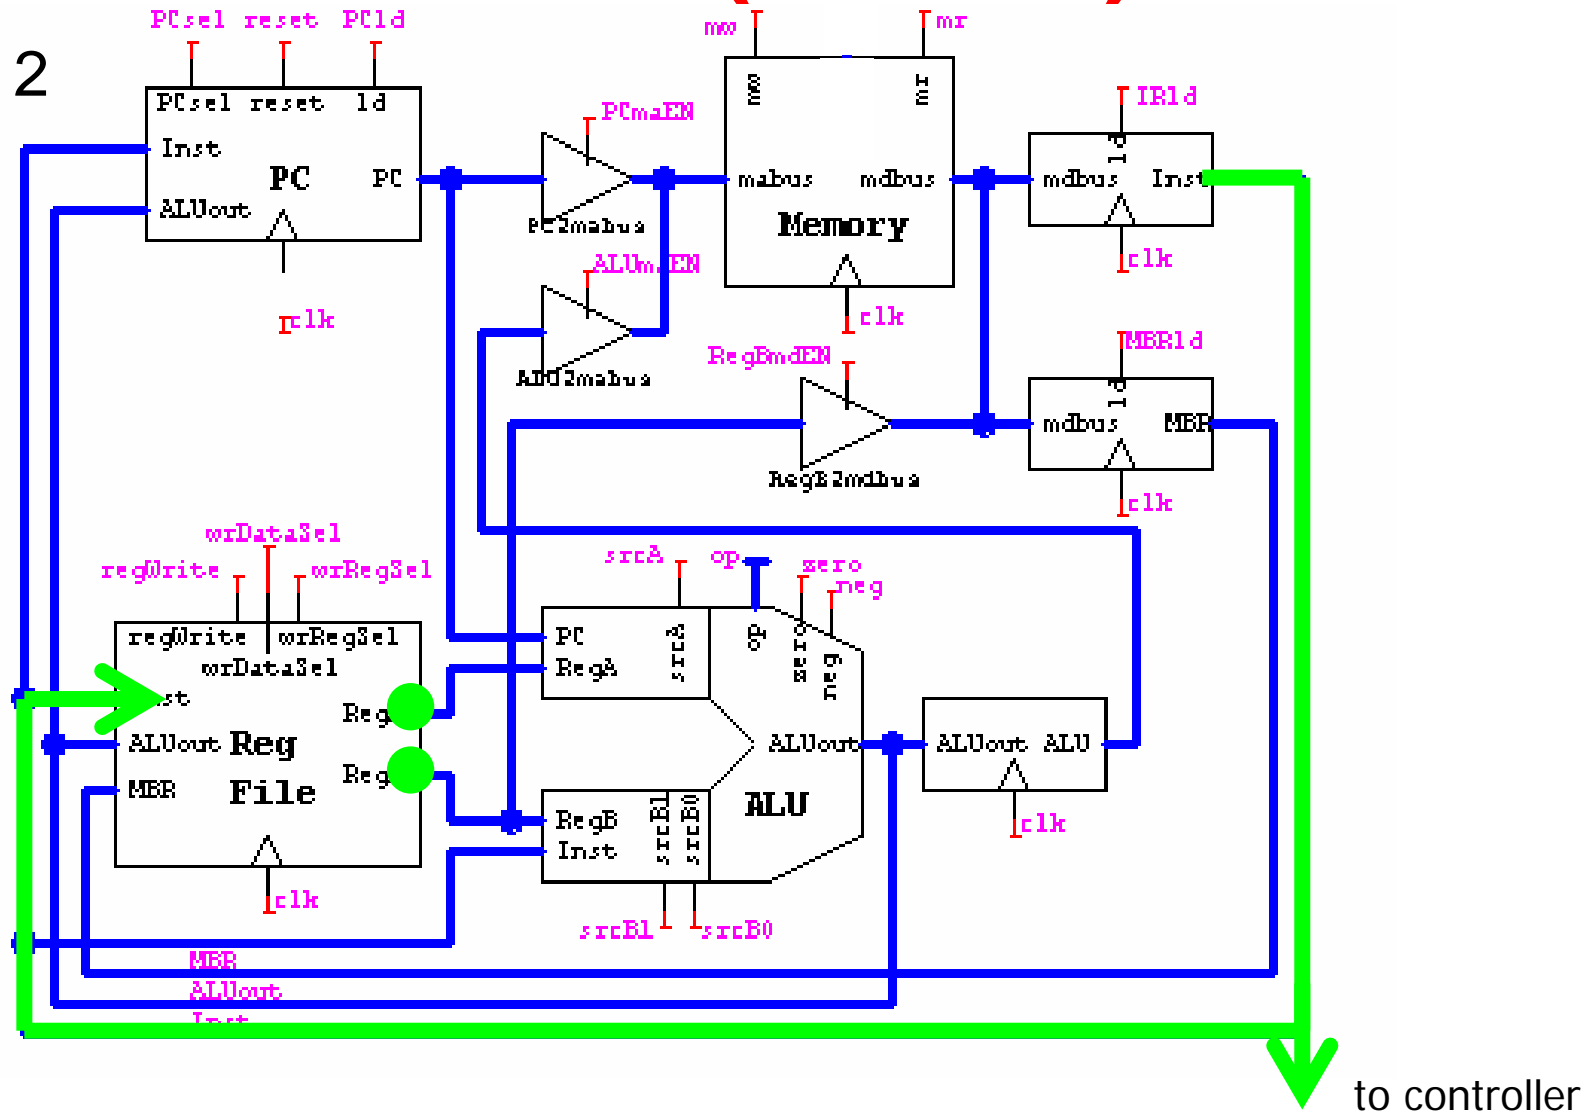 PCsel reset PCld
mw
mr
2
PCsel reset ld
mw
mr
IRld
Inst
PCmaEN
ld
PC
PC
mabus
mdbus
mdbus
Inst
ALUout
PC2mabus
Memory
clk
clk
clk
RegBmdEN
MBRld
ld
mdbus
MBR
RegB2mdbus
clk
wrDataSel
srcA
op
zero
regWrite
wrRegSel
neg
regWrite
wrRegSel
PC
srcA
op
zero
neg
wrDataSel
RegA
ALUout
Reg
ALUout
ALUout
ALU
MBR
File
RegB
srcB1
srcB0
ALU
Inst
clk
clk
srcB1
srcB0
MBR
ALUout
Inst
to controller